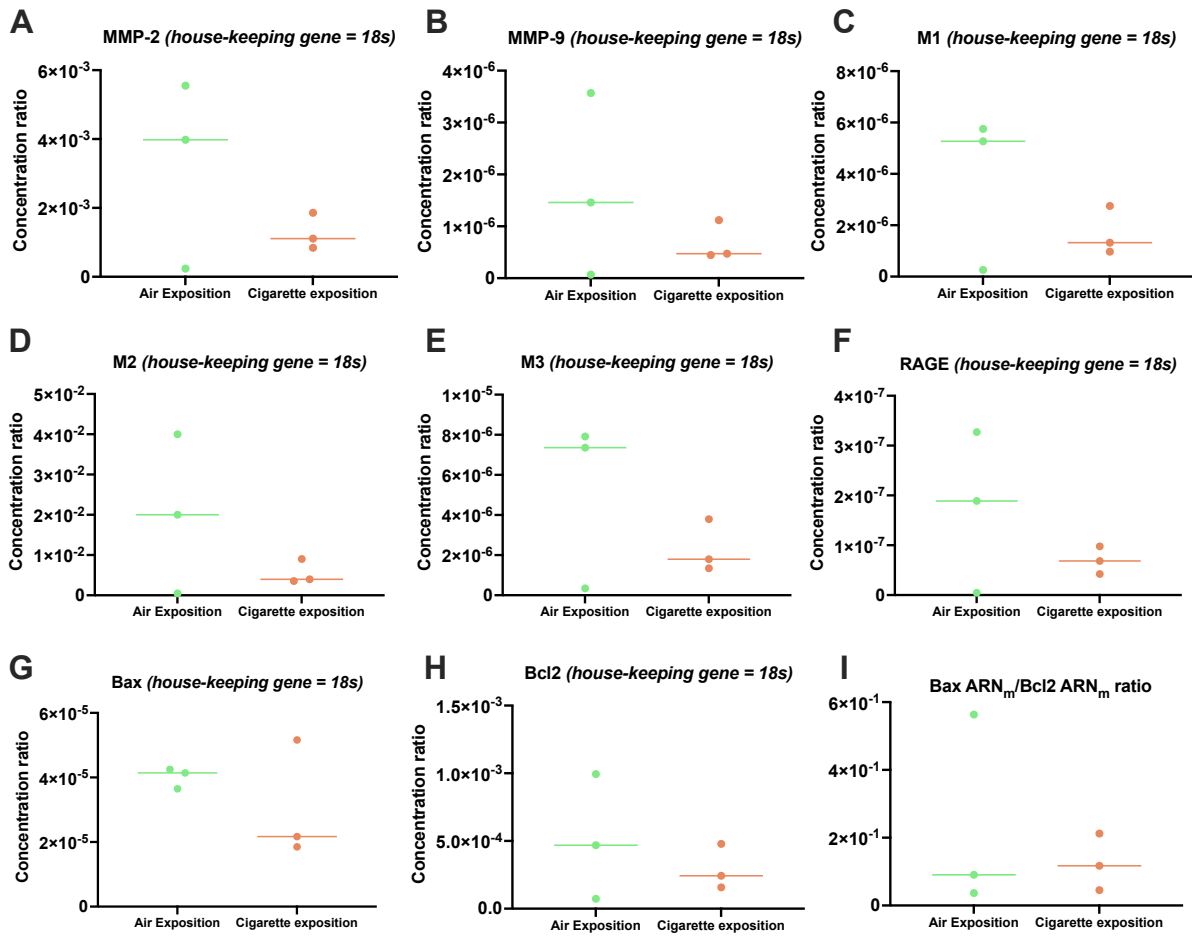 A
MMP-2 (house-keeping gene = 18s)
Concentration ratio
6×10⁻³
4×10⁻³
2×10⁻³
0
Air Exposition
Cigarette exposition
B
MMP-9 (house-keeping gene = 18s)
Concentration ratio
4×10⁻⁶
3×10⁻⁶
2×10⁻⁶
1×10⁻⁶
0
Air Exposition
Cigarette exposition
C
M1 (house-keeping gene = 18s)
Concentration ratio
8×10⁻⁶
6×10⁻⁶
4×10⁻⁶
2×10⁻⁶
0
Air Exposition
Cigarette exposition
D
M2 (house-keeping gene = 18s)
Concentration ratio
5×10⁻²
4×10⁻²
3×10⁻²
2×10⁻²
1×10⁻²
0
Air Exposition
Cigarette exposition
E
M3 (house-keeping gene = 18s)
Concentration ratio
1×10⁻⁵
8×10⁻⁶
6×10⁻⁶
4×10⁻⁶
2×10⁻⁶
0
Air Exposition
Cigarette exposition
F
RAGE (house-keeping gene = 18s)
Concentration ratio
4×10⁻⁷
3×10⁻⁷
2×10⁻⁷
1×10⁻⁷
0
Air Exposition
Cigarette exposition
G
Bax (house-keeping gene = 18s)
Concentration ratio
6×10⁻⁵
4×10⁻⁵
2×10⁻⁵
0
Air Exposition
Cigarette exposition
H
Bcl2 (house-keeping gene = 18s)
Concentration ratio
1.5×10⁻³
1.0×10⁻³
5.0×10⁻⁴
0.0
Air Exposition
Cigarette exposition
I
Bax ARNₘ/Bcl2 ARNₘ ratio
6×10⁻¹
2×10⁻¹
0
Air Exposition
Cigarette exposition